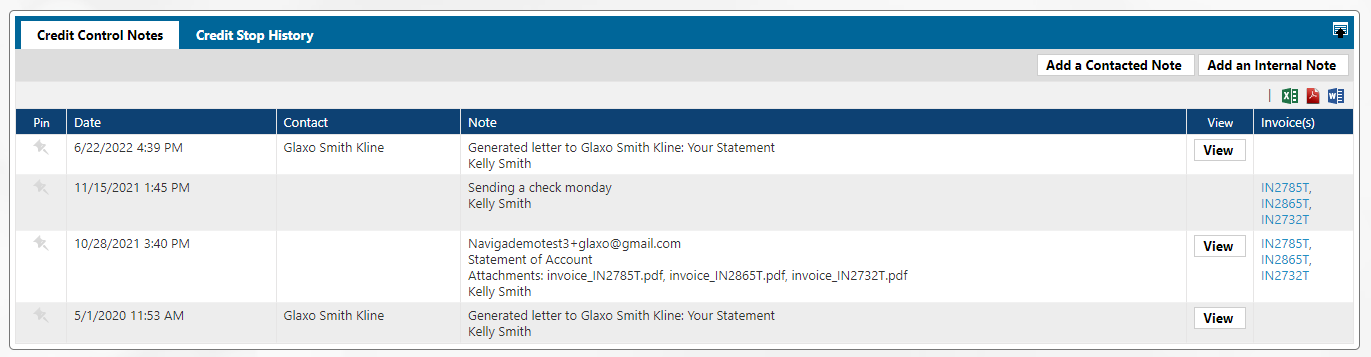 Credit Control Notes Credit Stop History
Add a Contacted Note Add an Internal Note
Pin Date Contact Note View Invoice(s)
6/22/2022 4:39 PM Glaxo Smith Kline Generated letter to Glaxo Smith Kline: Your Statement View
Kelly Smith
11/15/2021 1:45 PM Sending a check monday IN2785T,
Kelly Smith IN2865T,
IN2732T
10/28/2021 3:40 PM Navigademotest3+glaxo@gmail.com View IN2785T,
Statement of Account IN2865T,
Attachments: invoice_IN2785T.pdf, invoice_IN2865T.pdf, invoice_IN2732T.pdf IN2732T
Kelly Smith
5/1/2020 11:53 AM Glaxo Smith Kline Generated letter to Glaxo Smith Kline: Your Statement View
Kelly Smith